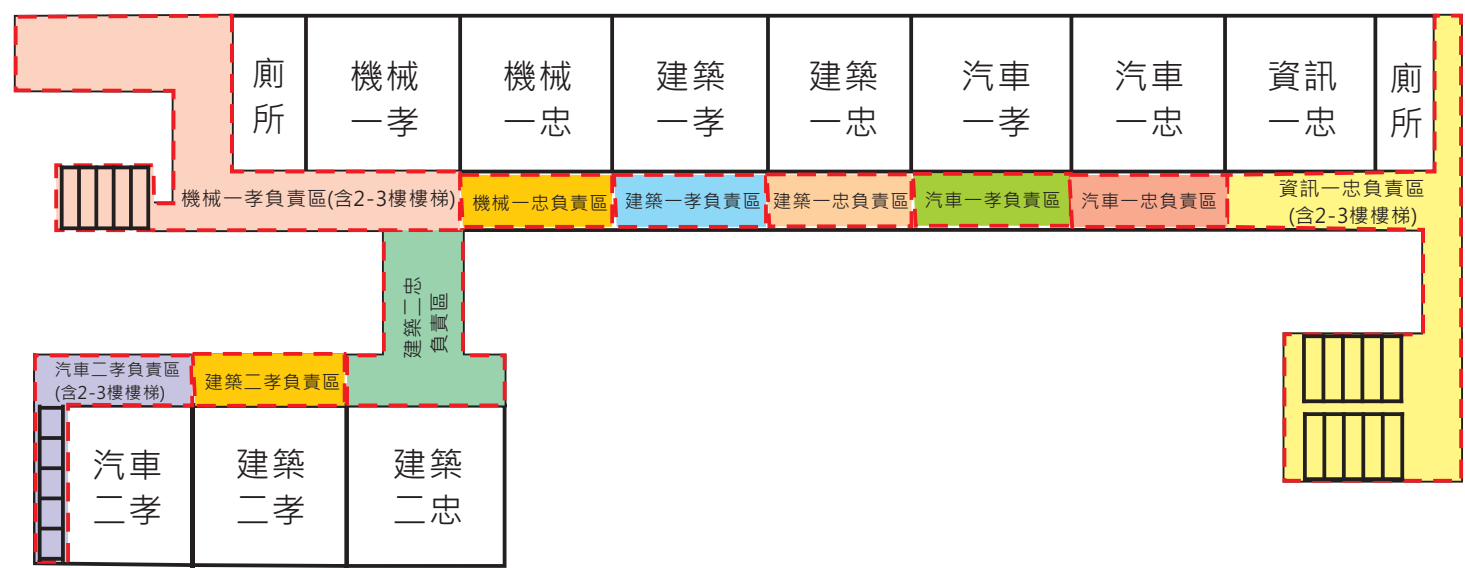 廁所
機械一孝
機械一忠
建築一孝
建築一忠
汽車一孝
汽車一忠
資訊一忠
廁所
機械一孝負責區(含2-3樓樓梯)
機械一忠負責區
建築一孝負責區
建築一忠負責區
汽車一孝負責區
汽車一忠負責區
資訊一忠負責區
(含2-3樓樓梯)
建築二忠
負責區
汽車二孝負責區
(含2-3樓樓梯)
建築二孝負責區
汽車二孝
建築二孝
建築二忠